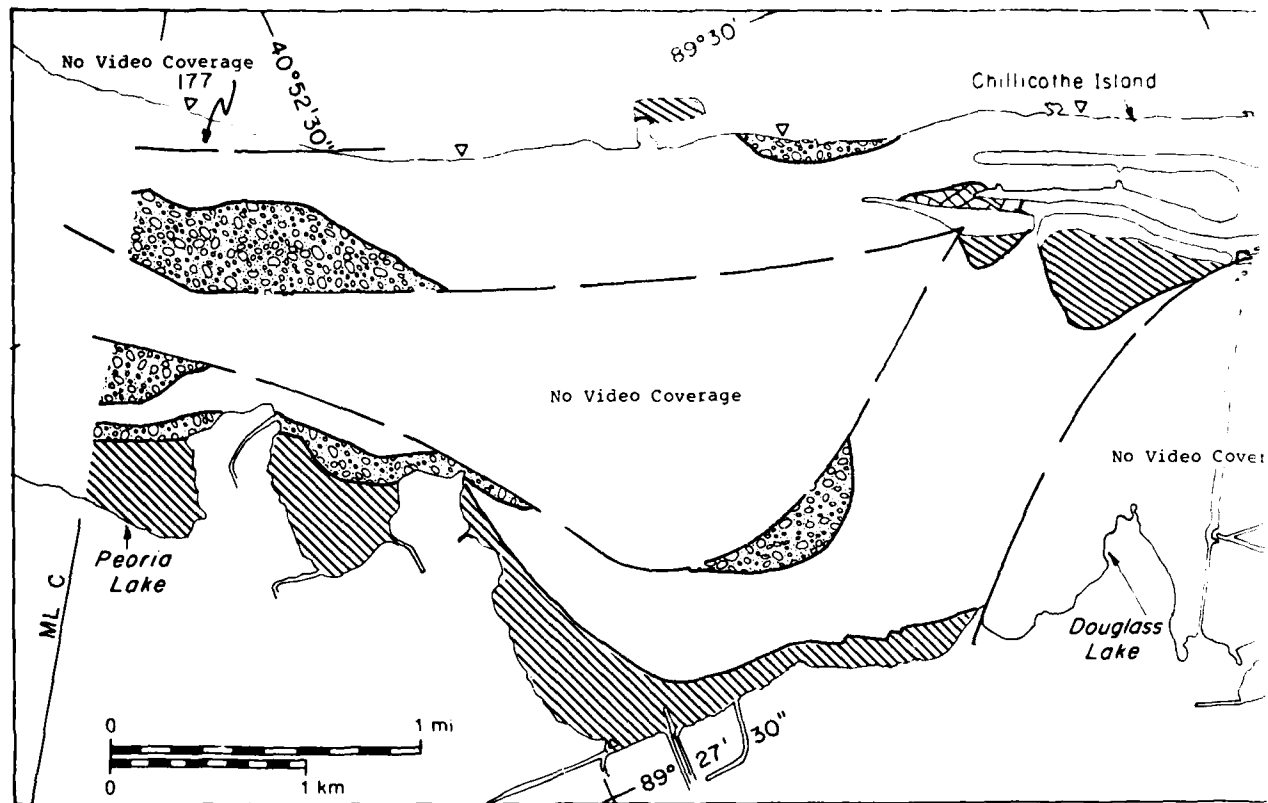 No Video Coverage
177
40°52'30"
89°30'
Chillicothe Island
52
No Video Coverage
No Video Cover
Peoria
Lake
Douglass
Lake
ML C
0
1 mi
0
1 km
89° 27' 30"